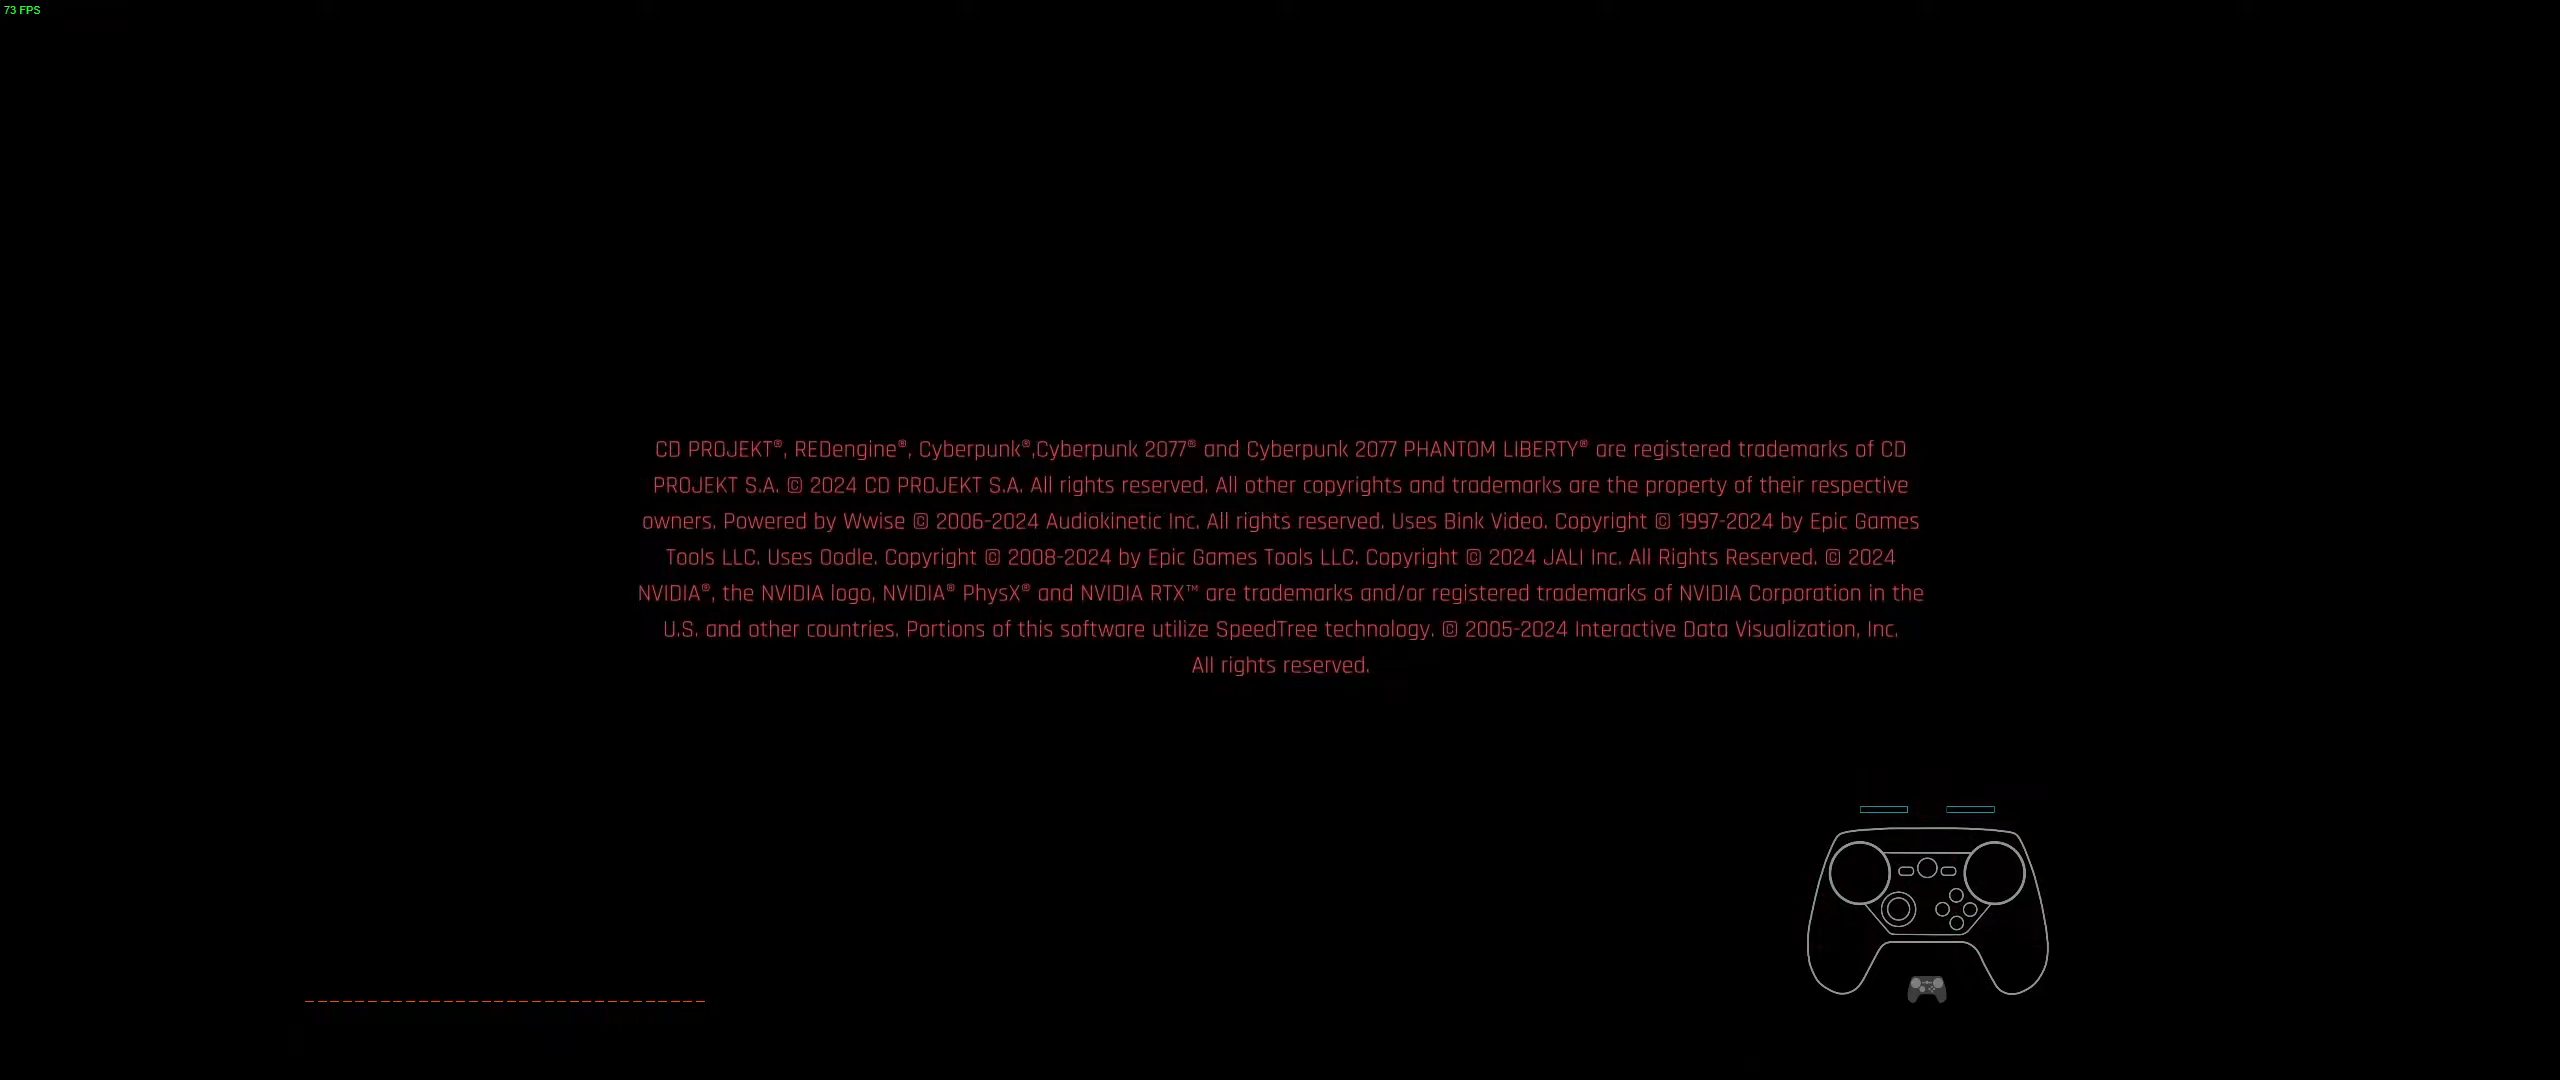 73 FPS
CD PROJEKT®, REDengine®, Cyberpunk®,Cyberpunk 2077® and Cyberpunk 2077 PHANTOM LIBERTY® are registered trademarks of CD
PROJEKT S.A. © 2024 CD PROJEKT S.A. All rights reserved. All other copyrights and trademarks are the property of their respective
owners. Powered by Wwise © 2006-2024 Audiokinetic Inc. All rights reserved. Uses Bink Video. Copyright © 1997-2024 by Epic Games
Tools LLC. Uses Oodle. Copyright © 2008-2024 by Epic Games Tools LLC. Copyright © 2024 JALI Inc. All Rights Reserved. © 2024
NVIDIA®, the NVIDIA logo, NVIDIA® PhysX® and NVIDIA RTX™ are trademarks and/or registered trademarks of NVIDIA Corporation in the
U.S. and other countries. Portions of this software utilize SpeedTree technology. © 2005-2024 Interactive Data Visualization, Inc.
All rights reserved.